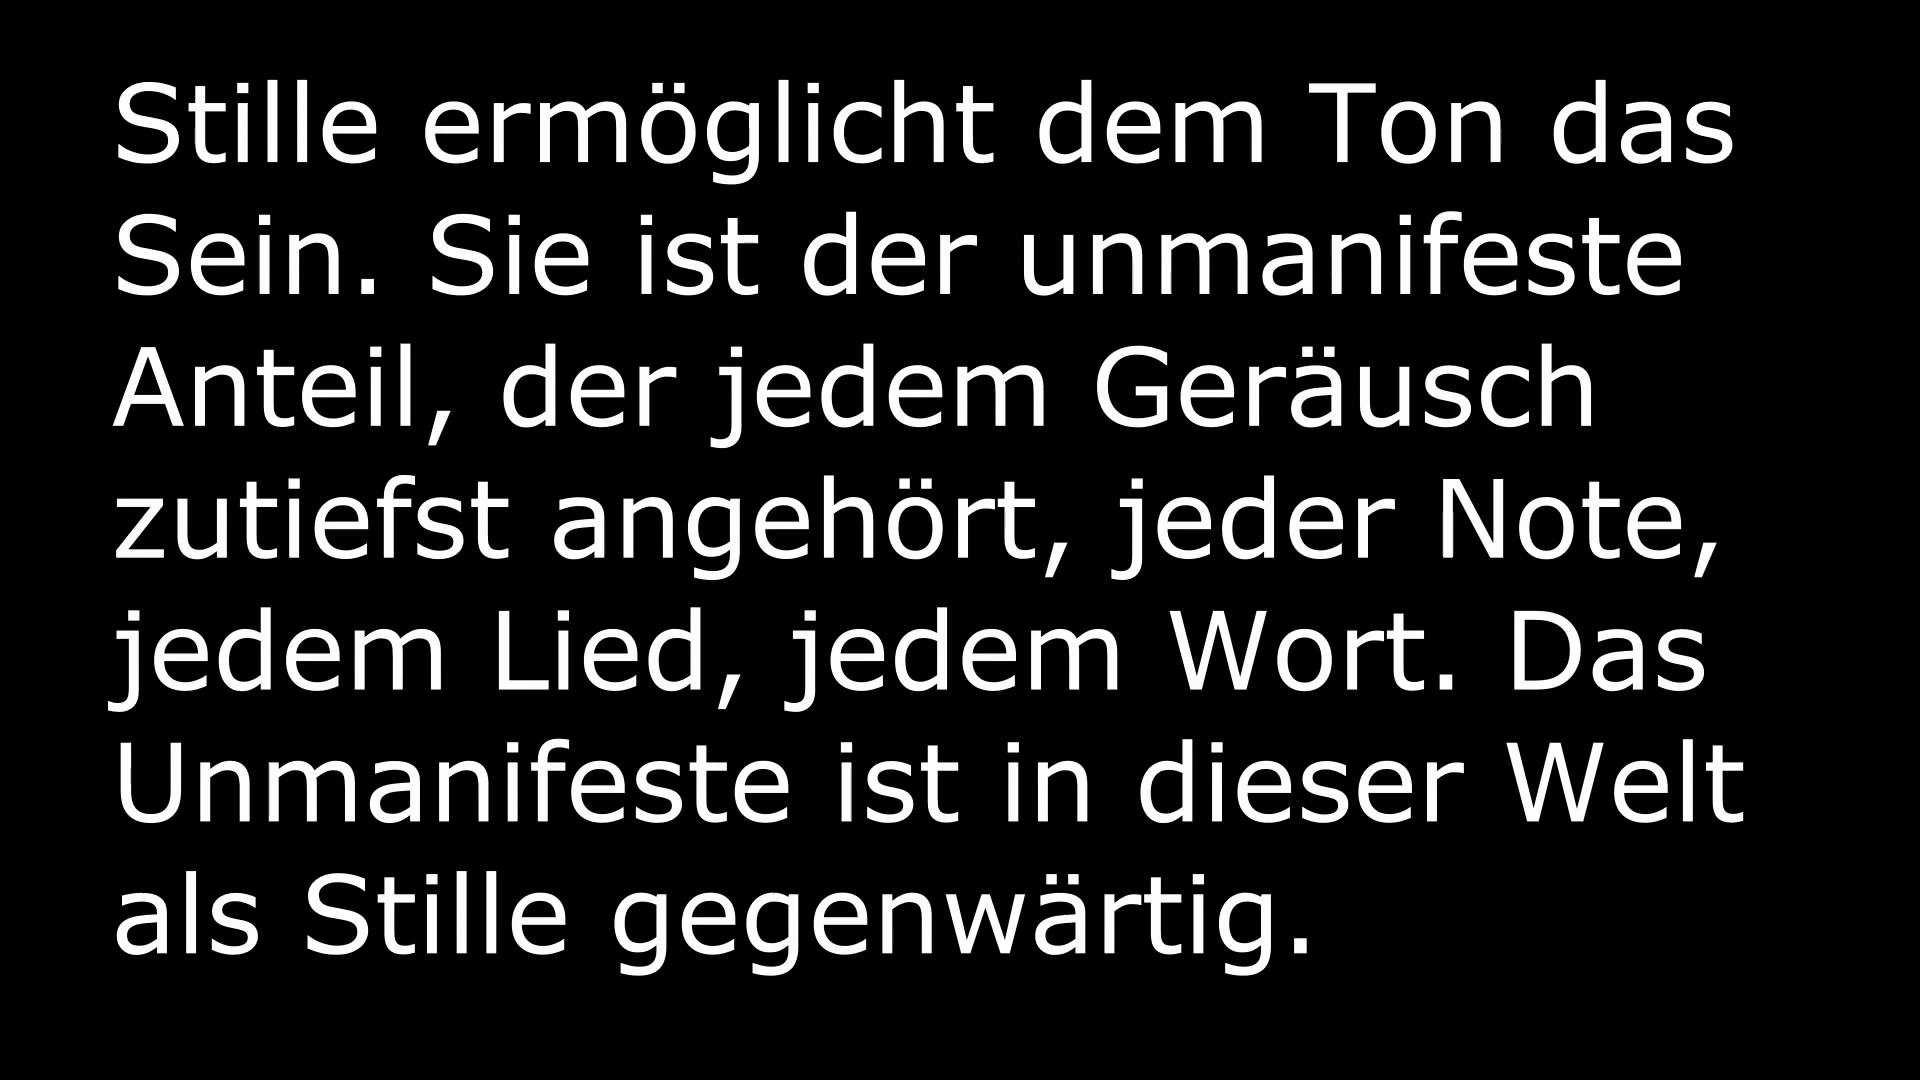 Stille ermöglicht dem Ton das
Sein. Sie ist der unmanifeste
Anteil, der jedem Geräusch
zutiefst angehört, jeder Note,
jedem Lied, jedem Wort. Das
Unmanifeste ist in dieser Welt
als Stille gegenwärtig.